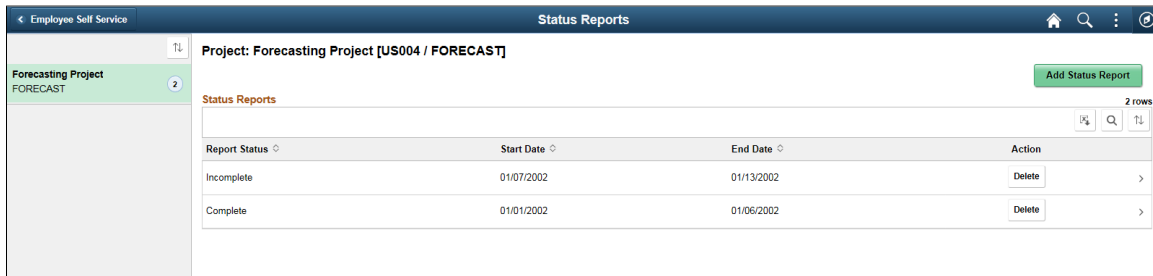 Employee Self Service
Status Reports
Project: Forecasting Project [US004 / FORECAST]
Forecasting Project
FORECAST
2
Add Status Report
Status Reports
2 rows
Report Status Start Date End Date Action
Incomplete 01/07/2002 01/13/2002 Delete
Complete 01/01/2002 01/06/2002 Delete